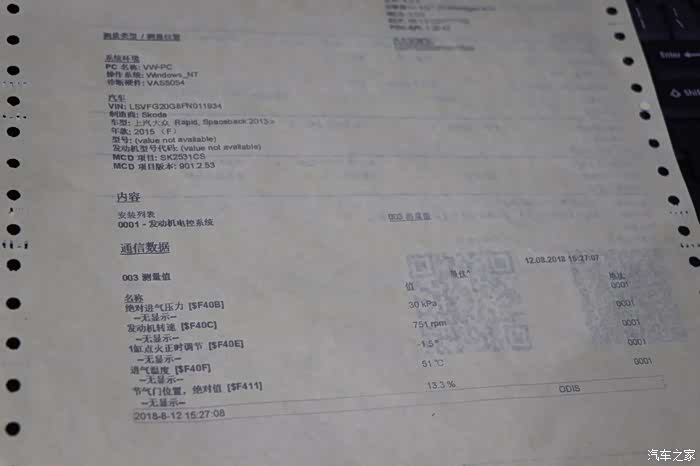 测量类型 / 测量位置
系统环境
PC 名称: VW-PC
操作系统: Windows_NT
诊断硬件: VAS5054
汽车
VIN: LSVFG20G8FN011934
制造商: Skoda
车型: 上汽大众 Rapid, Spaceback 2013>
年款: 2015 (F)
型号: (value not available)
发动机型号代码: (value not available)
MCD 项目: SK2531CS
MCD 项目版本: 901.2.53
内容
安装列表 003 测量值
0001 - 发动机电控系统
通信数据
12.08.2018 15:27:07
003 测量值
名称 值 地址
绝对进气压力 [$F40B] 30 kPa 0001
--无显示--
发动机转速 [$F40C] 751 rpm 0001
--无显示--
1缸点火正时调节 [$F40E] -1.5 ° 0001
--无显示--
进气温度 [$F40F] 51 ℃ 0001
--无显示--
节气门位置，绝对值 [$F411] 13.3 % 0001
--无显示--
2018-8-12 15:27:08 ODIS
Enter
Shift
汽车之家